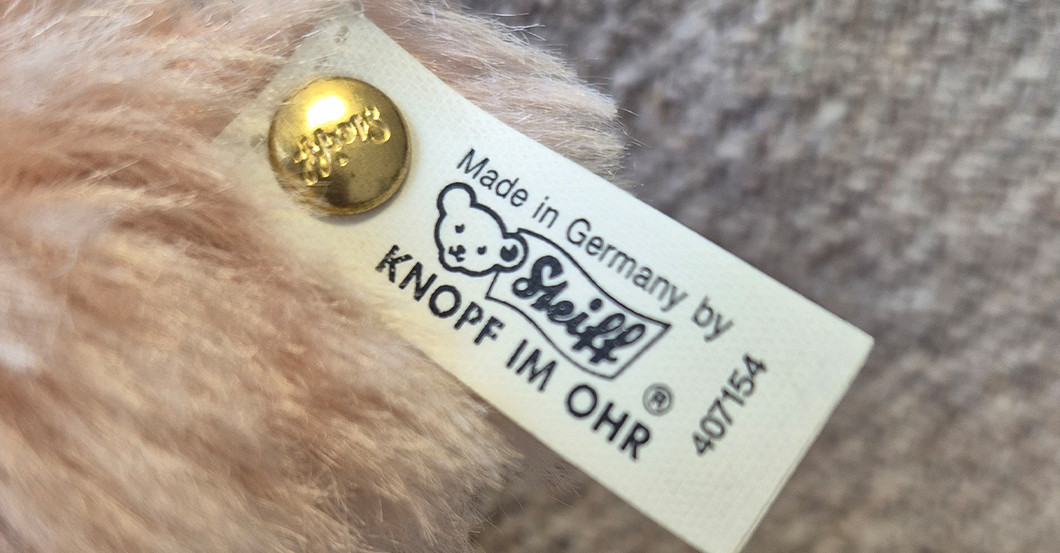 Steiff
Made in Germany by
Steiff
KNOPF IM OHR
®
407154